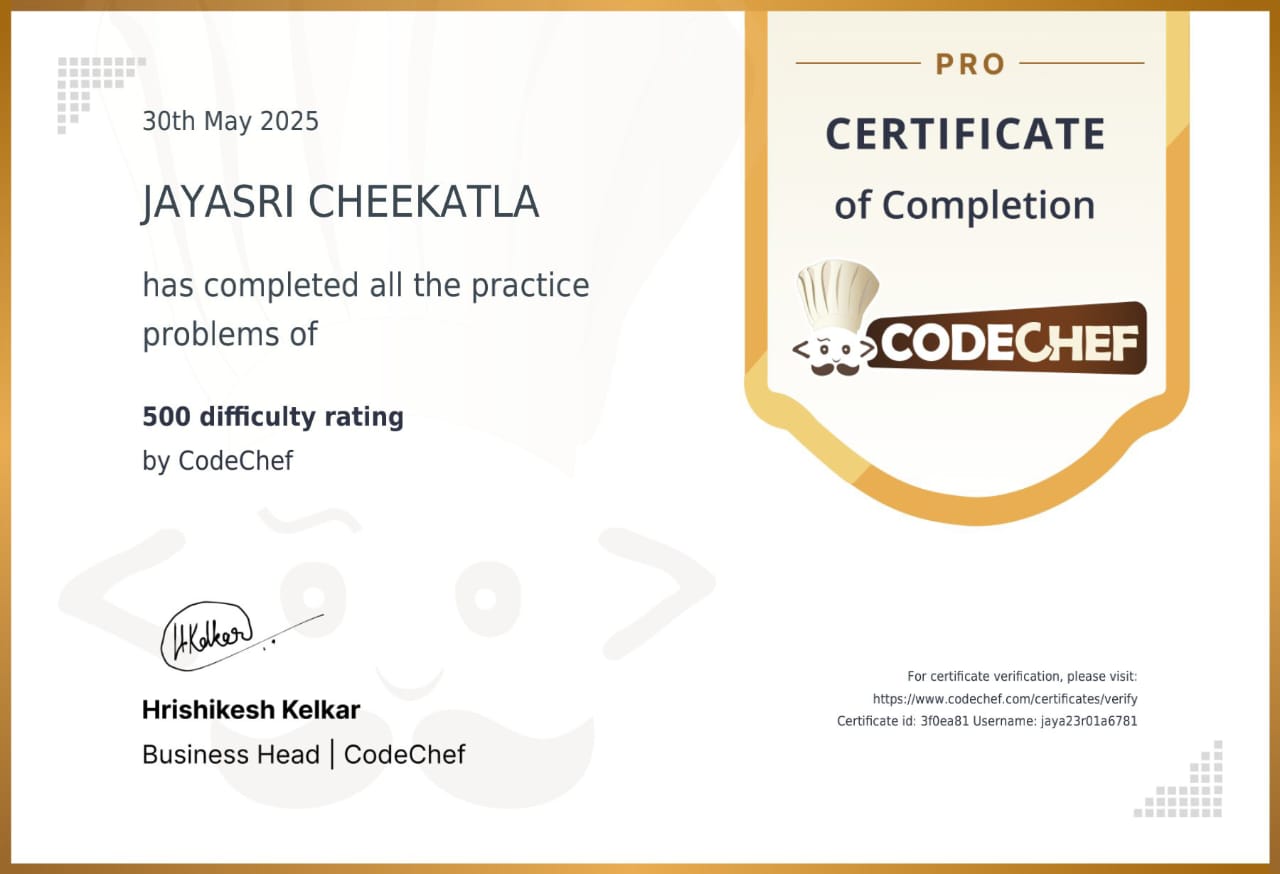 30th May 2025
JAYASRI CHEEKATLA
has completed all the practice
problems of
500 difficulty rating
by CodeChef
HKelkar
Hrishikesh Kelkar
Business Head | CodeChef
PRO
CERTIFICATE
of Completion
CODECHEF
For certificate verification, please visit:
https://www.codechef.com/certificates/verify
Certificate id: 3f0ea81 Username: jaya23r01a6781